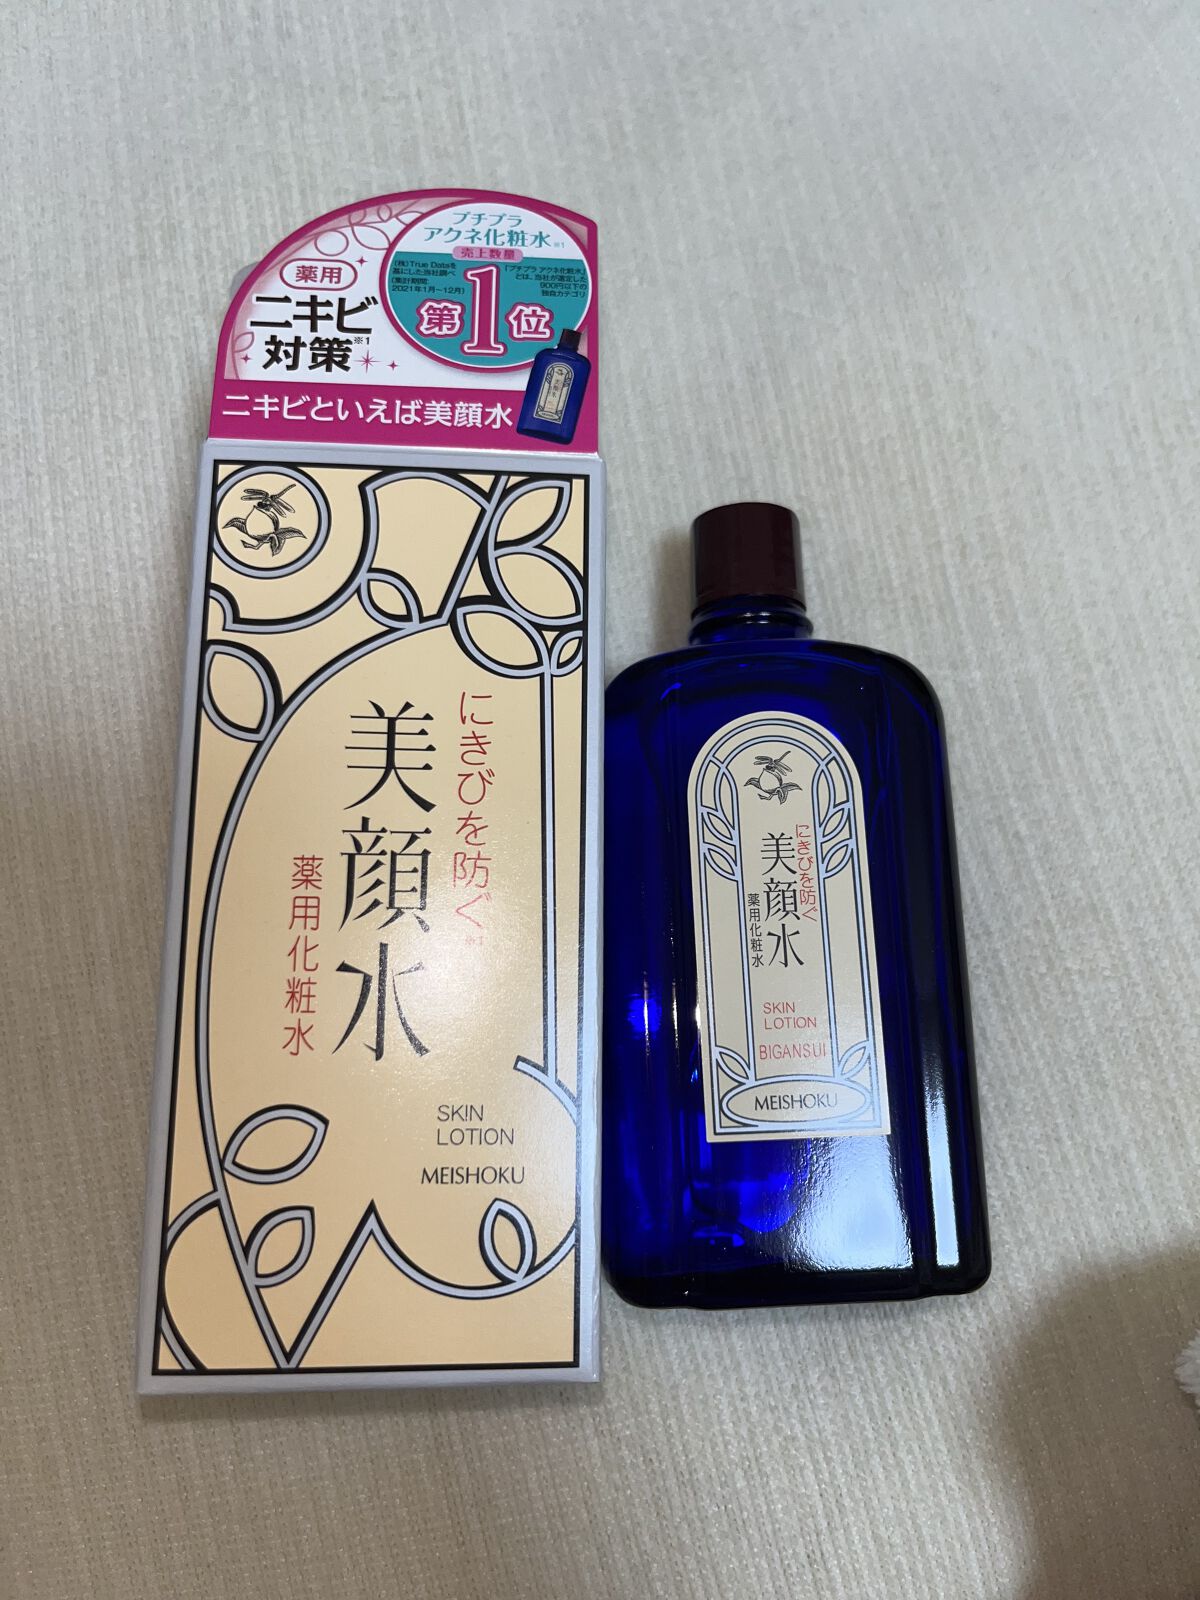 プチプラ
アクネ化粧水※1
売上数量
第1位
(株)True Dataを
基にした当社調べ
(集計期間:
2021年1月～12月)
「プチプラ アクネ化粧水」
とは、当社が選定した
900円以下の
独自カテゴリ
薬用
ニキビ
対策※1
ニキビといえば美顔水
にきびを防ぐ※1
美顔水
薬用化粧水
SKIN
LOTION
MEISHOKU
にきびを防ぐ
美顔水
薬用化粧水
SKIN
LOTION
BIGANSUI
MEISHOKU